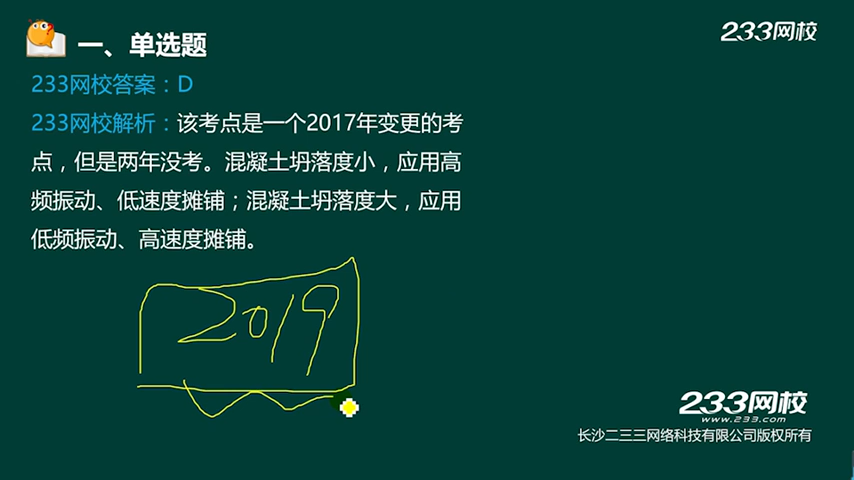 一、单选题
233网校
233网校答案：D
233网校解析：该考点是一个2017年变更的考
点，但是两年没考。混凝土坍落度小，应用高
频振动、低速度摊铺；混凝土坍落度大，应用
低频振动、高速度摊铺。
2019
233网校
www.233.com
长沙二三三网络科技有限公司版权所有